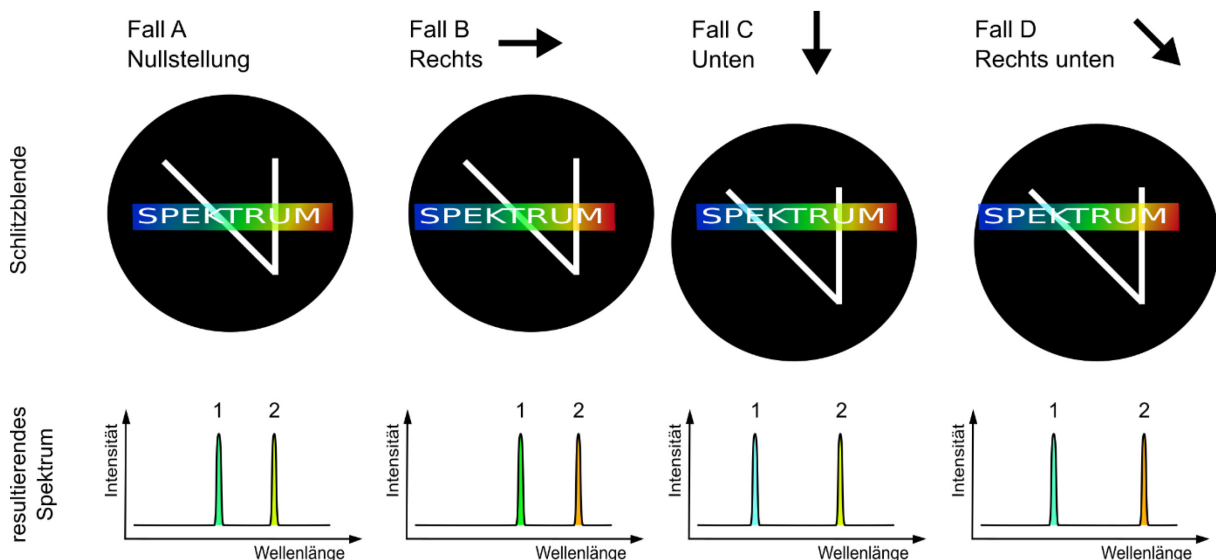 Fall A
Nullstellung
Fall B
Rechts
Fall C
Unten
Fall D
Rechts unten
Schlitzblende
SPEKTRUM
SPEKTRUM
SPEKTRUM
SPEKTRUM
resultierendes
Spektrum
Intensität
1
2
Wellenlänge
Intensität
1
2
Wellenlänge
Intensität
1
2
Wellenlänge
Intensität
1
2
Wellenlänge